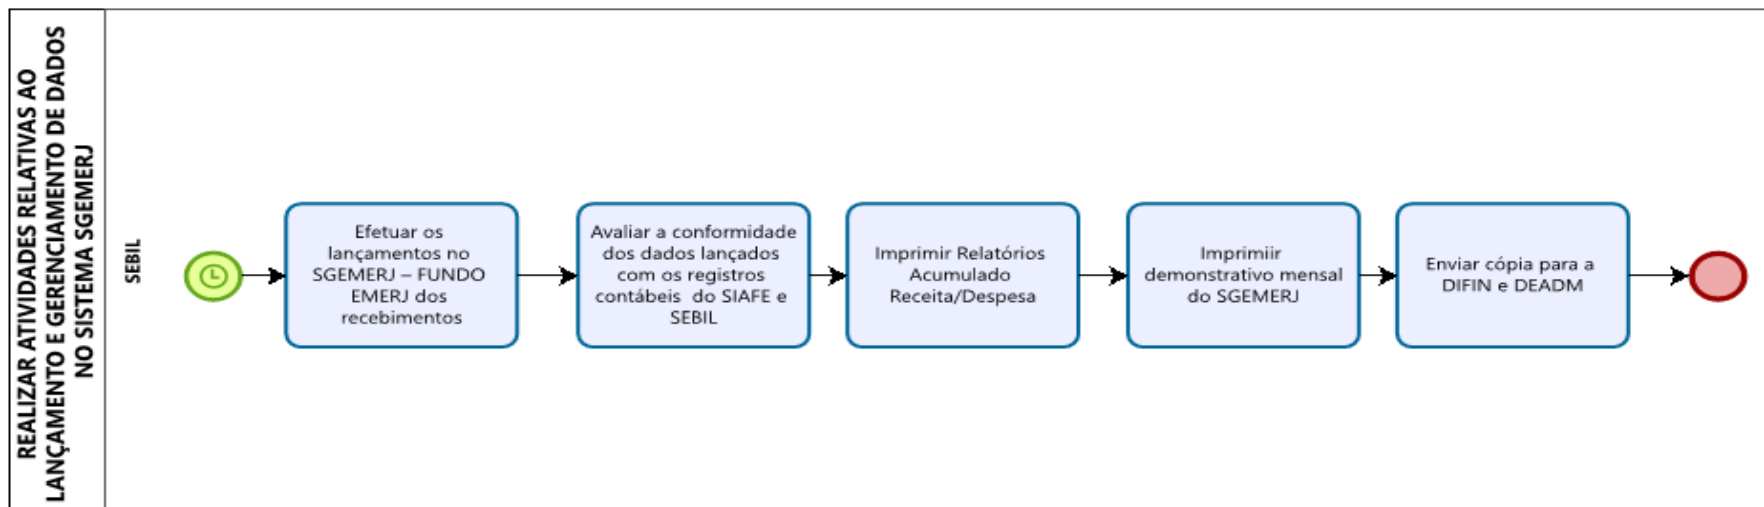 REALIZAR ATIVIDADES RELATIVAS AO
LANÇAMENTO E GERENCIAMENTO DE DADOS
NO SISTEMA SGEMERJ
SEBIL
Efetuar os
lançamentos no
SGEMERJ – FUNDO
EMERJ dos
recebimentos
Avaliar a conformidade
dos dados lançados
com os registros
contábeis do SIAFE e
SEBIL
Imprimir Relatórios
Acumulado
Receita/Despesa
Imprimiir
demonstrativo mensal
do SGEMERJ
Enviar cópia para a
DIFIN e DEADM